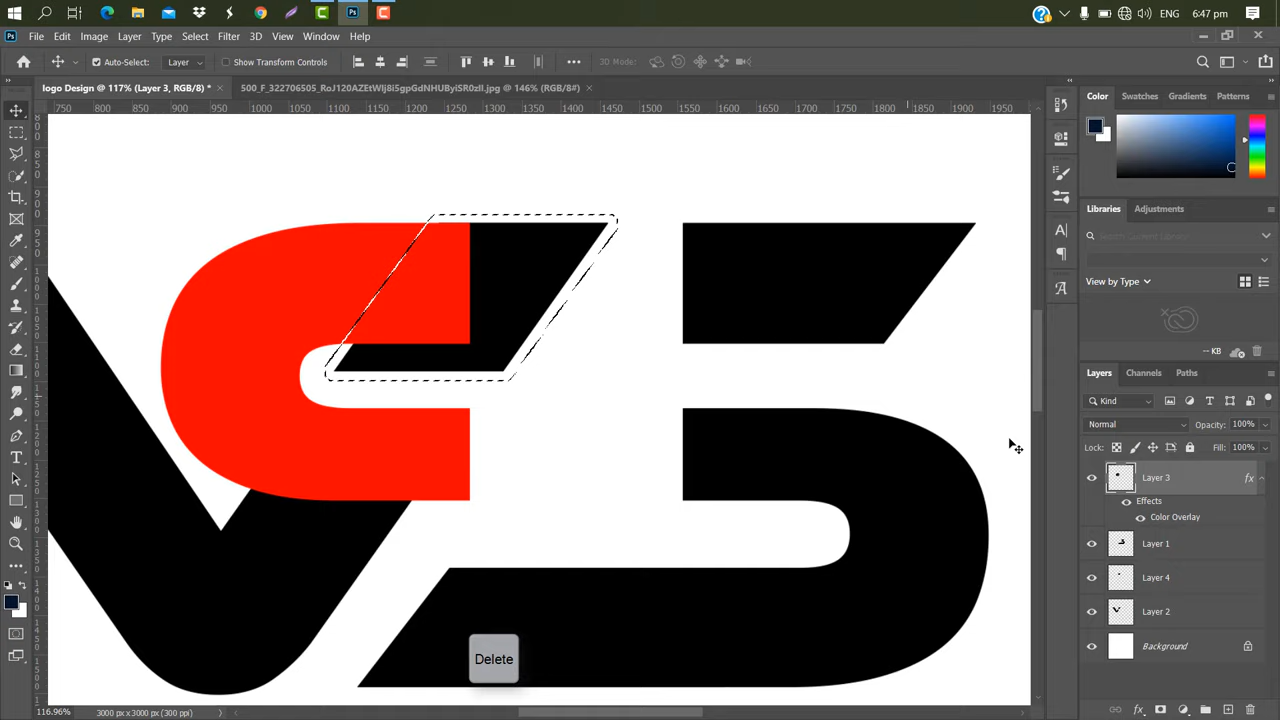 ENG 6:47 pm
Ps File Edit Image Layer Type Select Filter 3D View Window Help
Auto-Select: Layer Show Transform Controls 3D Mode:
logo Design @ 117% (Layer 3, RGB/8) * × 500_F_322706505_RoJ120AZEtWlj8i5gpGdNHUByiSR0zIl.jpg @ 146% (RGB/8#) ×
750 800 850 900 950 1000 1050 1100 1150 1200 1250 1300 1350 1400 1450 1500 1550 1600 1650 1700 1750 1800 1850 1900 1950
Color Swatches Gradients Patterns
Libraries Adjustments
Search Current Library
View by Type
-- KB
Layers Channels Paths
Kind
Normal Opacity: 100%
Lock: Fill: 100%
Layer 3 fx
Effects
Color Overlay
Layer 1
Layer 4
Layer 2
Background
Delete
116.96% 3000 px x 3000 px (300 ppi)